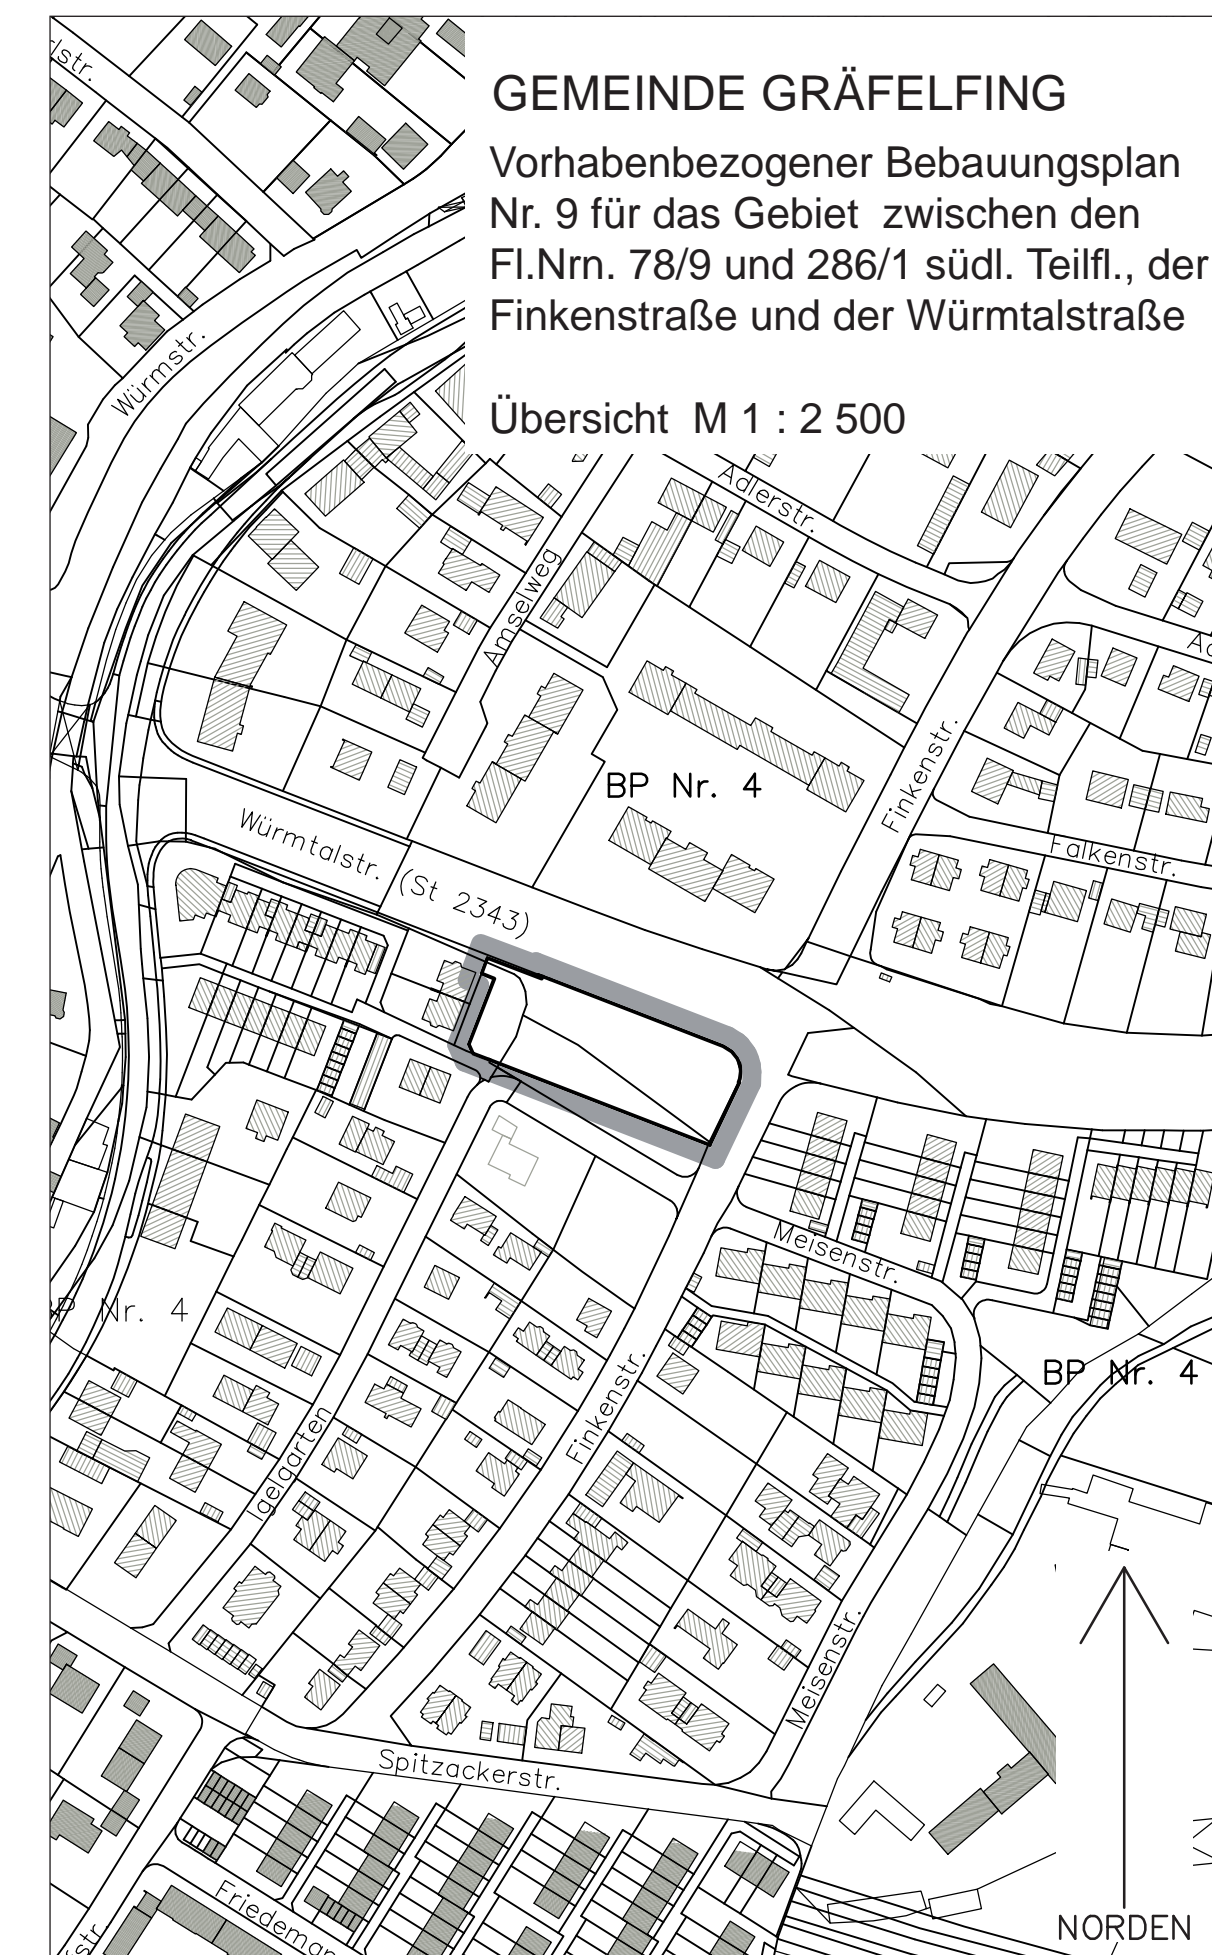 GEMEINDE GRÄFELFING
Vorhabenbezogener Bebauungsplan
Nr. 9 für das Gebiet zwischen den
Fl.Nrn. 78/9 und 286/1 südl. Teilfl., der
Finkenstraße und der Würmtalstraße
Übersicht M 1 : 2 500
Würmstr.
Adlerstr.
Amselweg
BP Nr. 4
Finkenstr.
Falkenstr.
Würmtalstr. (St 2343)
Meisenstr.
Nr. 4
BP Nr. 4
Finkenstr.
Igelgarten
Meisenstr.
Spitzackerstr.
NORDEN